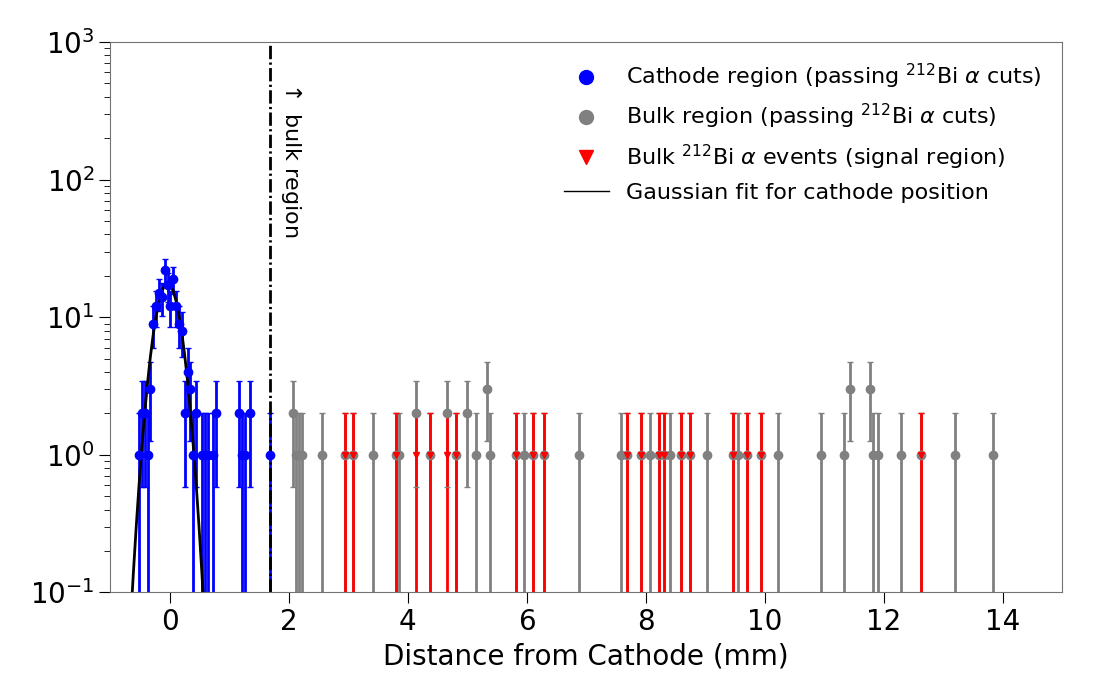 10³
10²
10¹
10⁰
10⁻¹
↑ bulk region
Cathode region (passing ²¹²Bi α cuts)
Bulk region (passing ²¹²Bi α cuts)
Bulk ²¹²Bi α events (signal region)
Gaussian fit for cathode position
0 2 4 6 8 10 12 14
Distance from Cathode (mm)